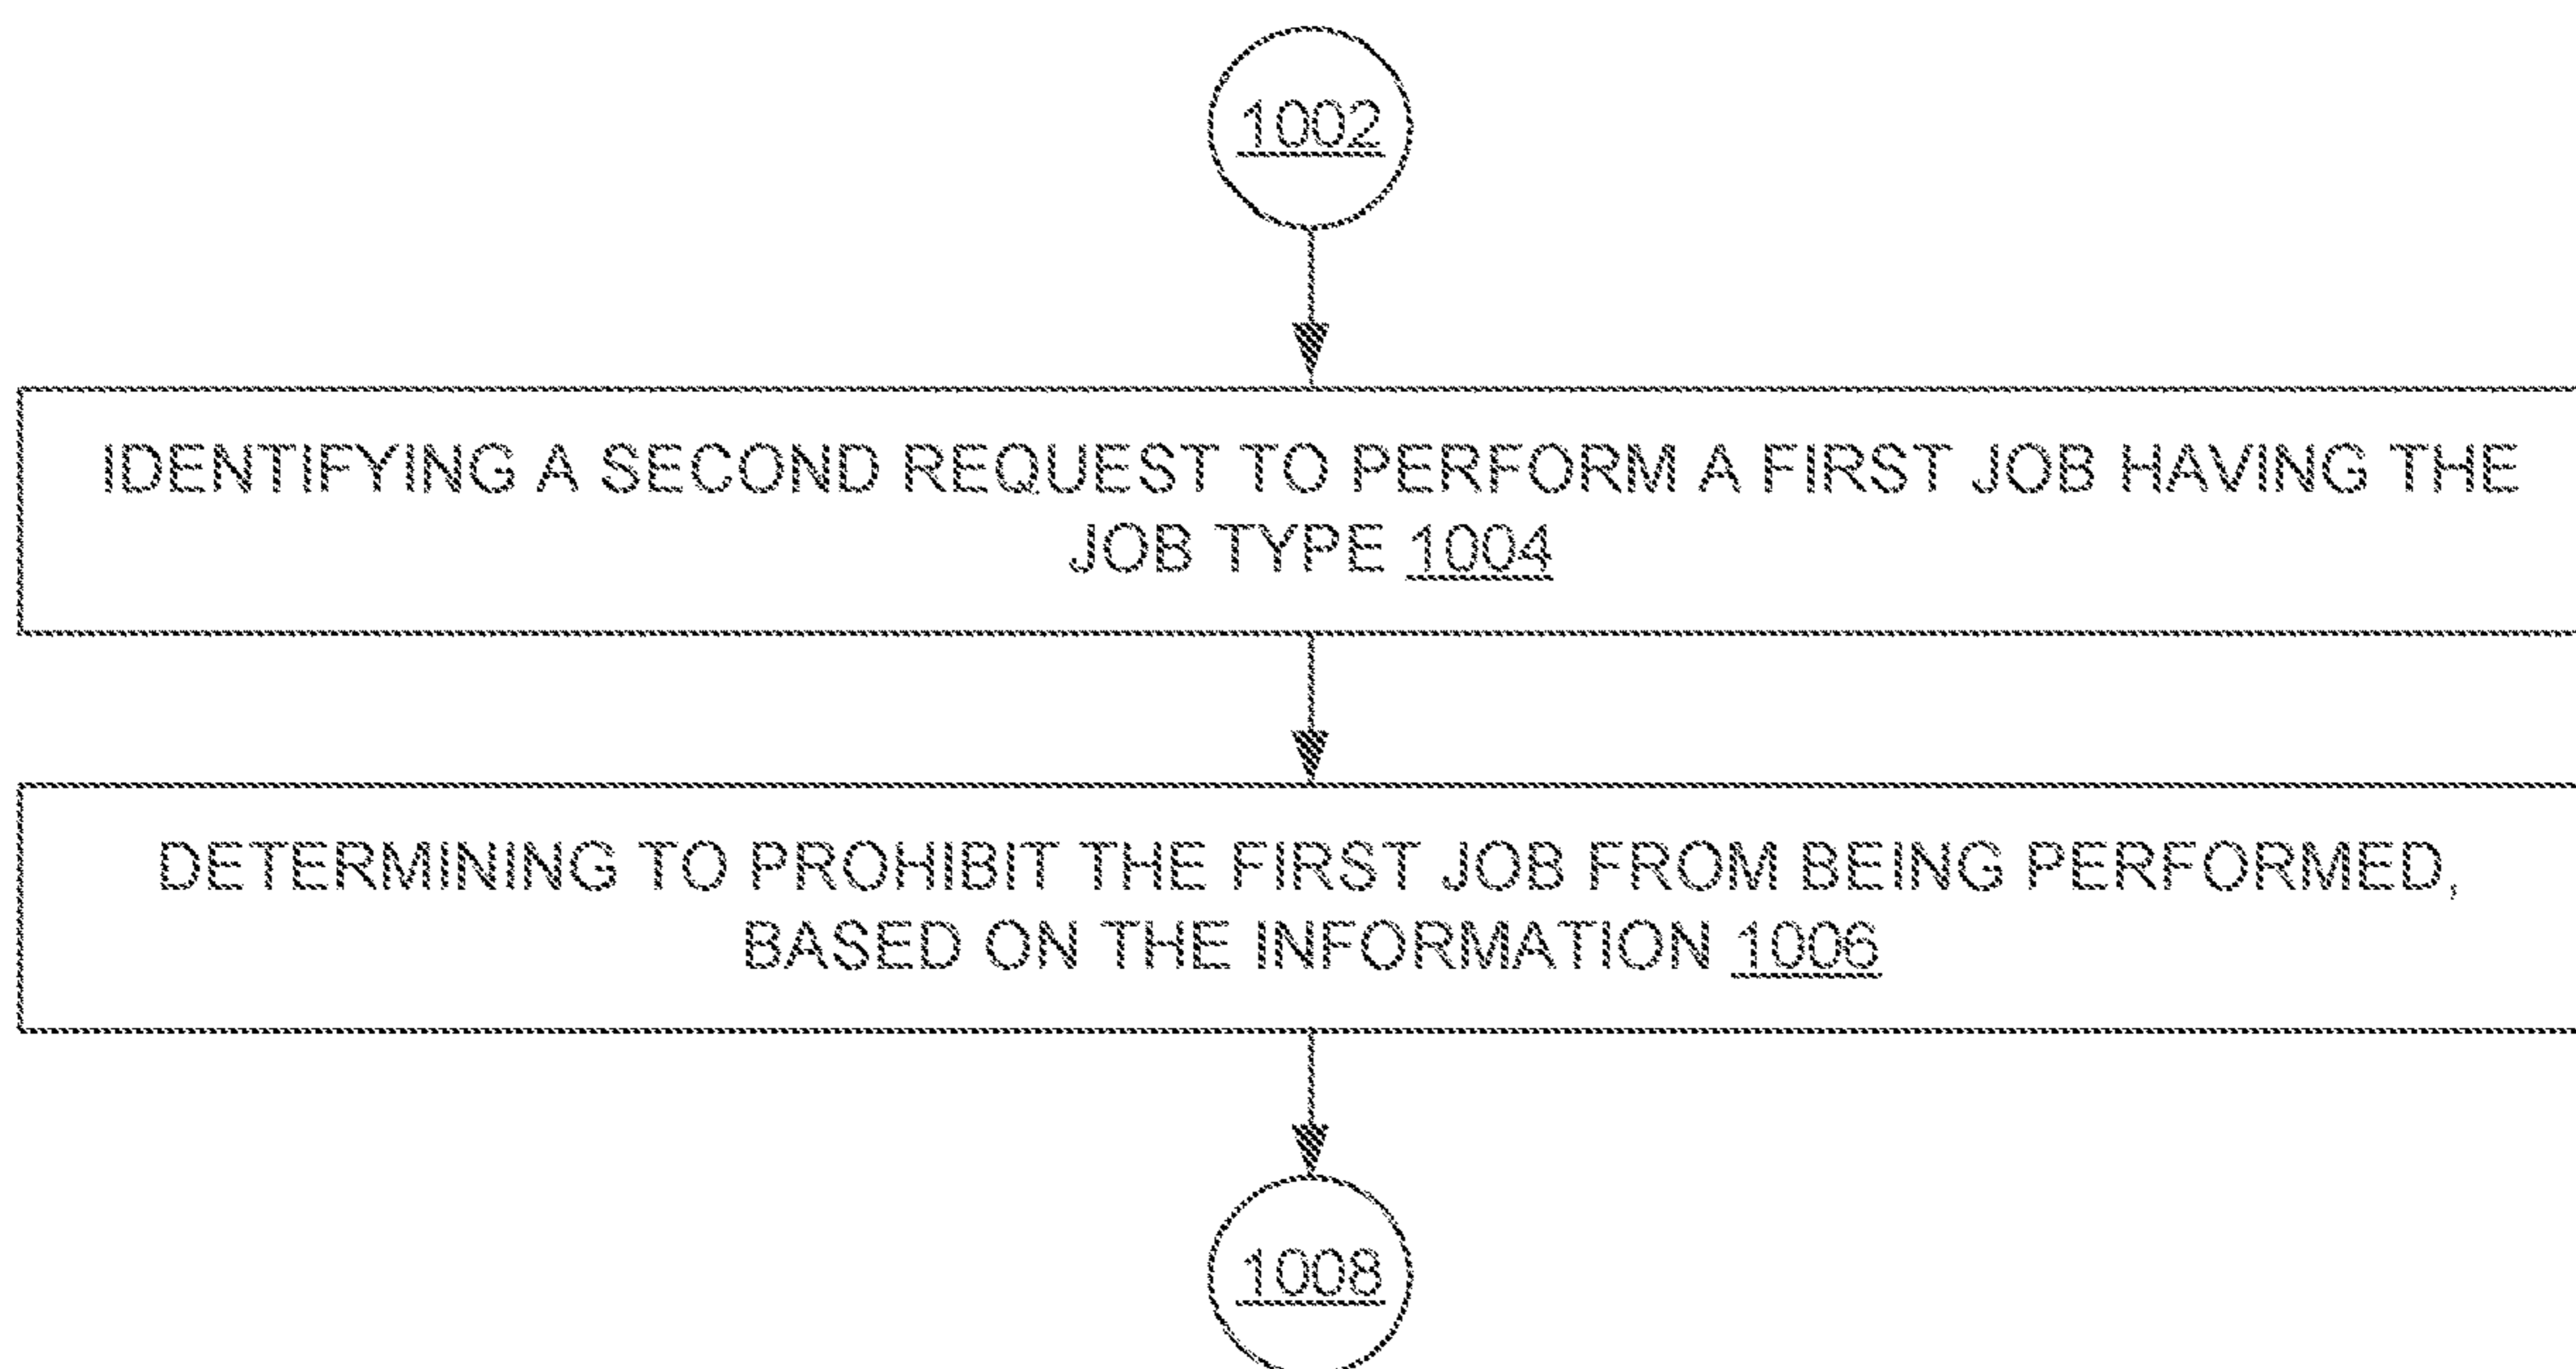 1002
IDENTIFYING A SECOND REQUEST TO PERFORM A FIRST JOB HAVING THE
JOB TYPE 1004
DETERMINING TO PROHIBIT THE FIRST JOB FROM BEING PERFORMED,
BASED ON THE INFORMATION 1006
1008